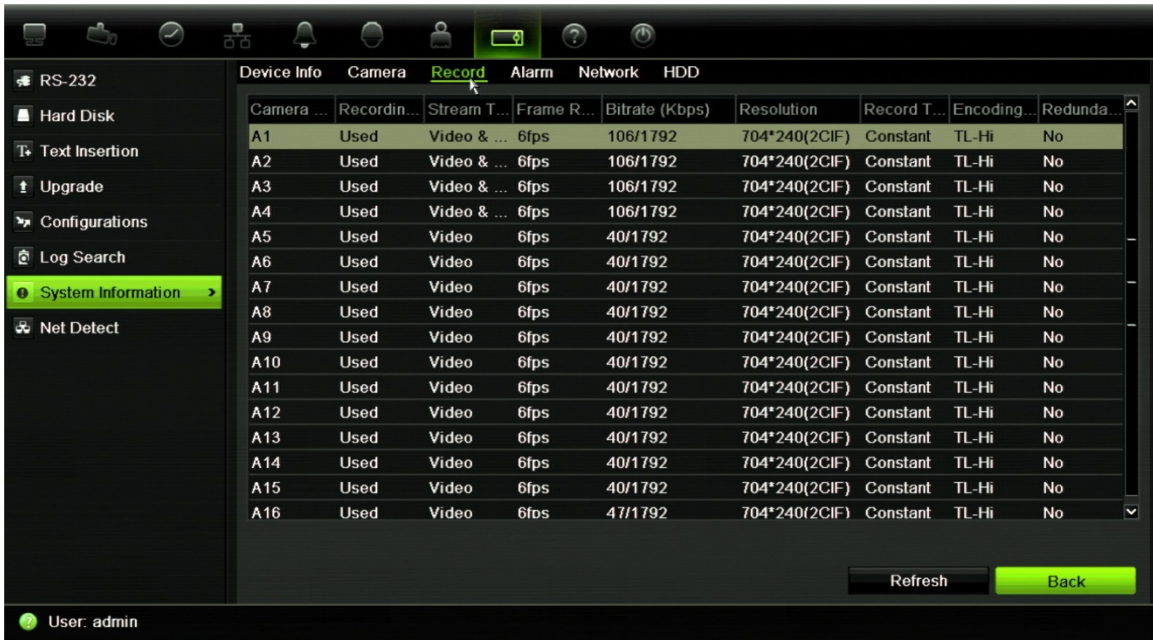 Device Info Camera Record Alarm Network HDD
RS-232
Hard Disk
Text Insertion
Upgrade
Configurations
Log Search
System Information >
Net Detect
Camera ... Recordin... Stream T... Frame R... Bitrate (Kbps) Resolution Record T... Encoding... Redunda...
A1 Used Video & ... 6fps 106/1792 704*240(2CIF) Constant TL-Hi No
A2 Used Video & ... 6fps 106/1792 704*240(2CIF) Constant TL-Hi No
A3 Used Video & ... 6fps 106/1792 704*240(2CIF) Constant TL-Hi No
A4 Used Video & ... 6fps 106/1792 704*240(2CIF) Constant TL-Hi No
A5 Used Video 6fps 40/1792 704*240(2CIF) Constant TL-Hi No
A6 Used Video 6fps 40/1792 704*240(2CIF) Constant TL-Hi No
A7 Used Video 6fps 40/1792 704*240(2CIF) Constant TL-Hi No
A8 Used Video 6fps 40/1792 704*240(2CIF) Constant TL-Hi No
A9 Used Video 6fps 40/1792 704*240(2CIF) Constant TL-Hi No
A10 Used Video 6fps 40/1792 704*240(2CIF) Constant TL-Hi No
A11 Used Video 6fps 40/1792 704*240(2CIF) Constant TL-Hi No
A12 Used Video 6fps 40/1792 704*240(2CIF) Constant TL-Hi No
A13 Used Video 6fps 40/1792 704*240(2CIF) Constant TL-Hi No
A14 Used Video 6fps 40/1792 704*240(2CIF) Constant TL-Hi No
A15 Used Video 6fps 40/1792 704*240(2CIF) Constant TL-Hi No
A16 Used Video 6fps 47/1792 704*240(2CIF) Constant TL-Hi No
Refresh Back
User: admin